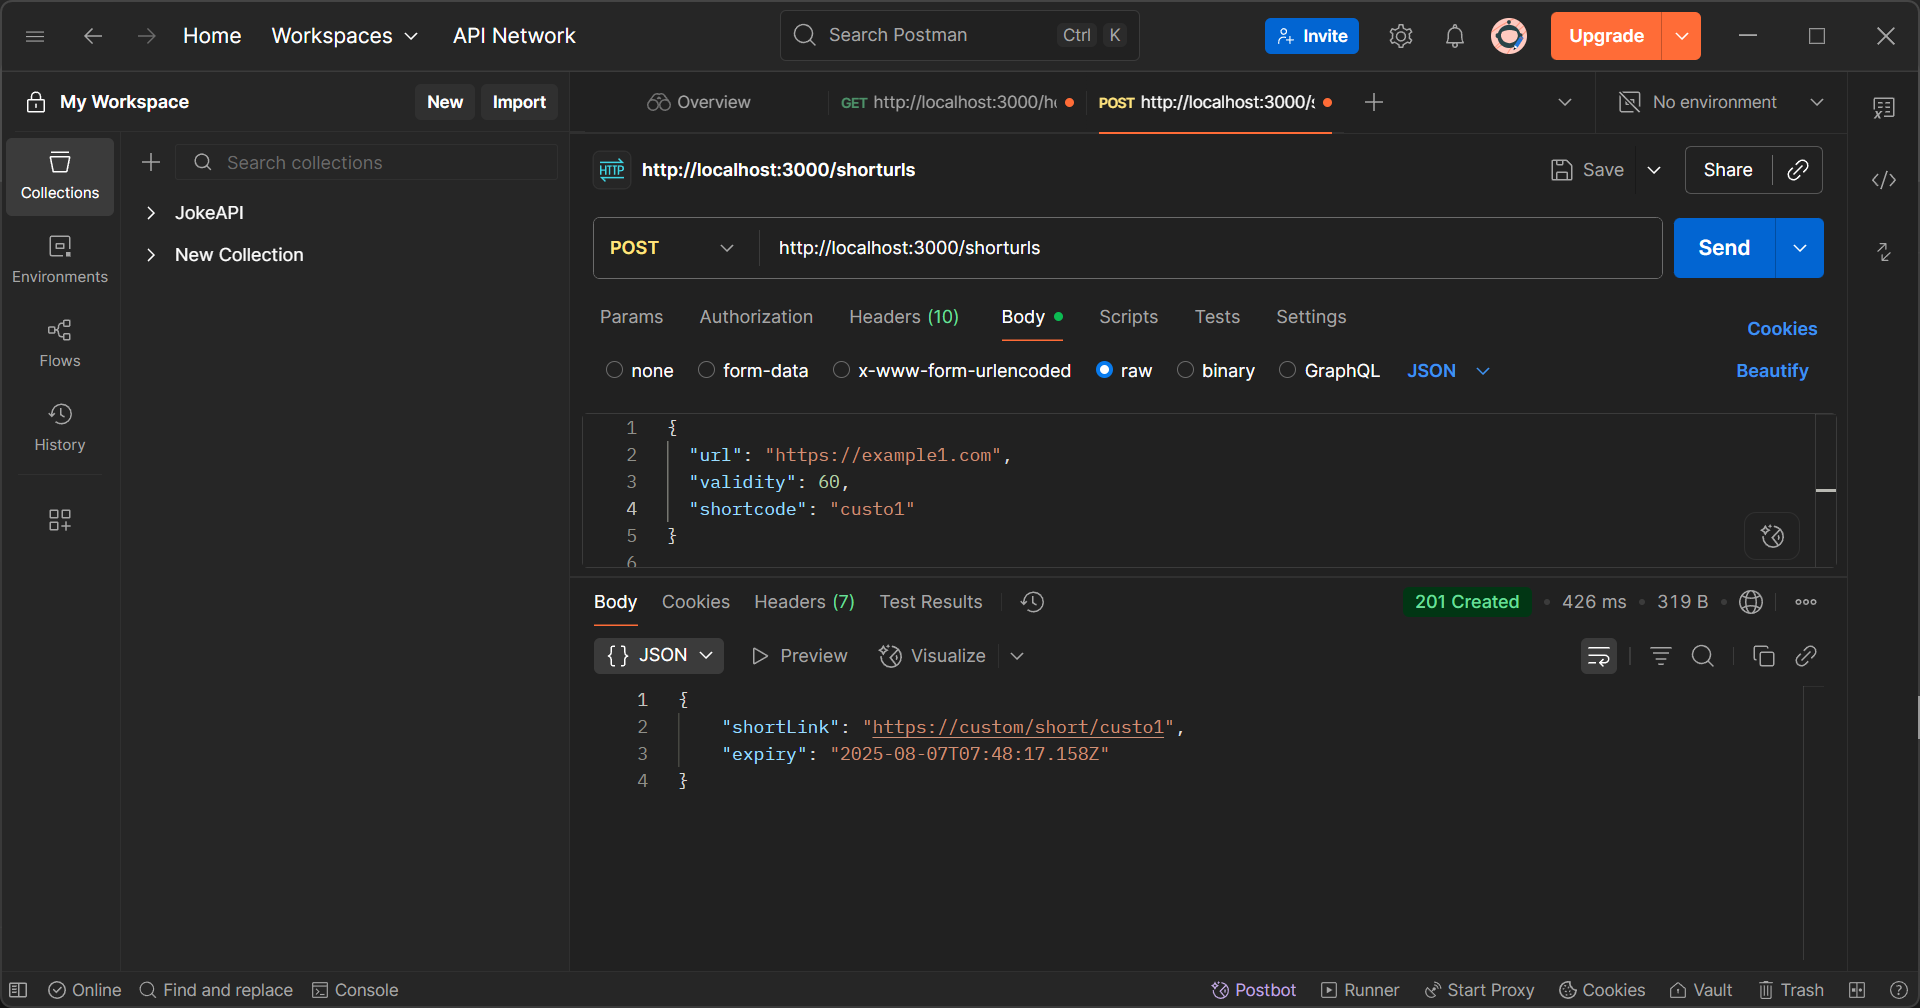 Home Workspaces API Network Search Postman Ctrl K Invite Upgrade
My Workspace New Import Overview GET http://localhost:3000/h POST http://localhost:3000/s No environment
Collections
Environments
Flows
History
Search collections
JokeAPI
New Collection
HTTP http://localhost:3000/shorturls Save Share
POST http://localhost:3000/shorturls Send
Params Authorization Headers (10) Body Scripts Tests Settings Cookies
none form-data x-www-form-urlencoded raw binary GraphQL JSON Beautify
1 {
2 "url": "https://example1.com",
3 "validity": 60,
4 "shortcode": "custo1"
5 }
6
Body Cookies Headers (7) Test Results 201 Created 426 ms 319 B
{} JSON Preview Visualize
1 {
2 "shortLink": "https://custom/short/custo1",
3 "expiry": "2025-08-07T07:48:17.158Z"
4 }
Online Find and replace Console Postbot Runner Start Proxy Cookies Vault Trash